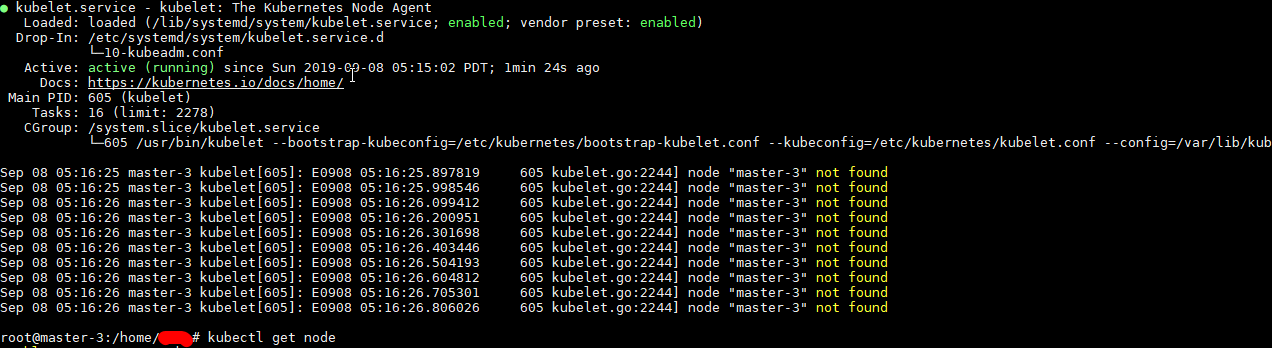 ● kubelet.service - kubelet: The Kubernetes Node Agent
Loaded: loaded (/lib/systemd/system/kubelet.service; enabled; vendor preset: enabled)
Drop-In: /etc/systemd/system/kubelet.service.d
└─10-kubeadm.conf
Active: active (running) since Sun 2019-09-08 05:15:02 PDT; 1min 24s ago
Docs: https://kubernetes.io/docs/home/
Main PID: 605 (kubelet)
Tasks: 16 (limit: 2278)
CGroup: /system.slice/kubelet.service
└─605 /usr/bin/kubelet --bootstrap-kubeconfig=/etc/kubernetes/bootstrap-kubelet.conf --kubeconfig=/etc/kubernetes/kubelet.conf --config=/var/lib/kub
Sep 08 05:16:25 master-3 kubelet[605]: E0908 05:16:25.897819     605 kubelet.go:2244] node "master-3" not found
Sep 08 05:16:26 master-3 kubelet[605]: E0908 05:16:25.998546     605 kubelet.go:2244] node "master-3" not found
Sep 08 05:16:26 master-3 kubelet[605]: E0908 05:16:26.099412     605 kubelet.go:2244] node "master-3" not found
Sep 08 05:16:26 master-3 kubelet[605]: E0908 05:16:26.200951     605 kubelet.go:2244] node "master-3" not found
Sep 08 05:16:26 master-3 kubelet[605]: E0908 05:16:26.301698     605 kubelet.go:2244] node "master-3" not found
Sep 08 05:16:26 master-3 kubelet[605]: E0908 05:16:26.403446     605 kubelet.go:2244] node "master-3" not found
Sep 08 05:16:26 master-3 kubelet[605]: E0908 05:16:26.504193     605 kubelet.go:2244] node "master-3" not found
Sep 08 05:16:26 master-3 kubelet[605]: E0908 05:16:26.604812     605 kubelet.go:2244] node "master-3" not found
Sep 08 05:16:26 master-3 kubelet[605]: E0908 05:16:26.705301     605 kubelet.go:2244] node "master-3" not found
Sep 08 05:16:26 master-3 kubelet[605]: E0908 05:16:26.806026     605 kubelet.go:2244] node "master-3" not found
root@master-3:/home/ # kubectl get node